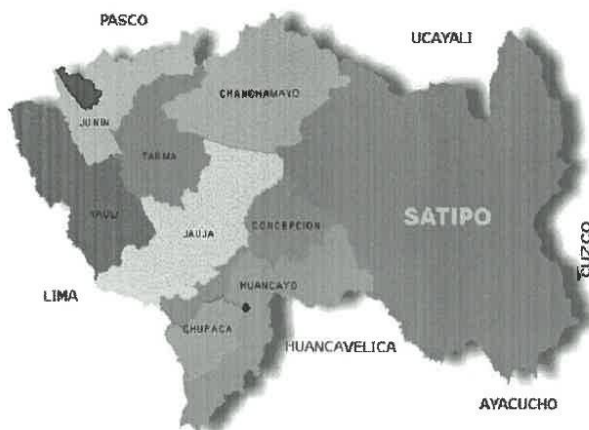 PASCO
UCAYALI
CHANCHAMAYO
JUNIN
TARMA
YAULI
SATIPO
CONCEPCION
JAUJA
CUZCO
HUANCAYO
LIMA
CHUPACA
HUANCAVELICA
AYACUCHO